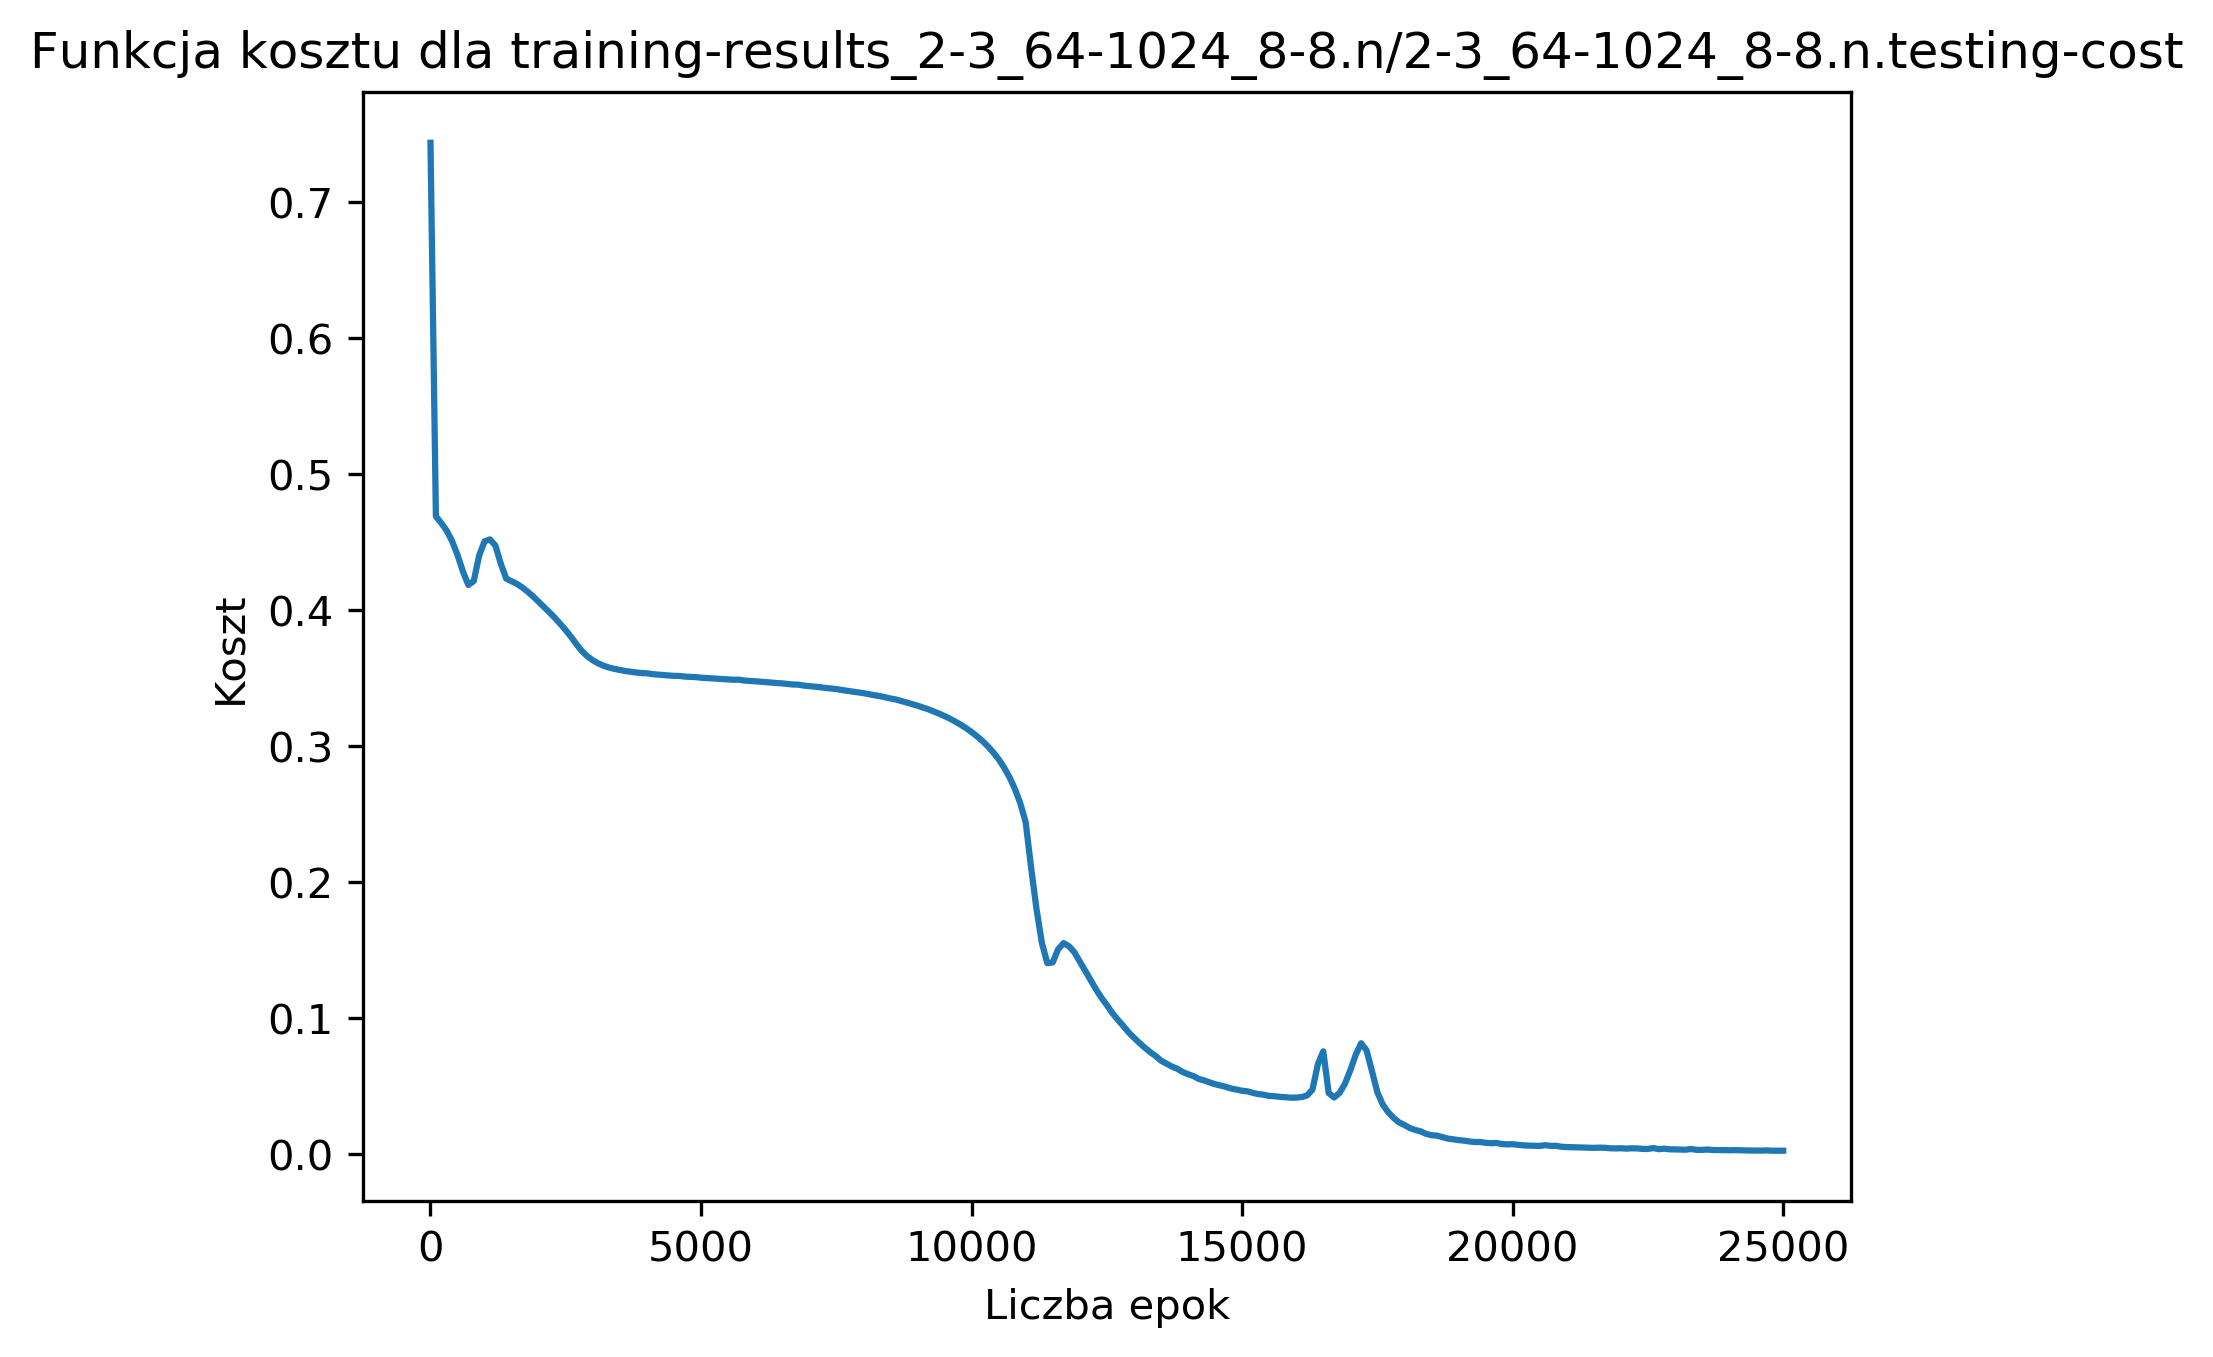 Funkcja kosztu dla training-results_2-3_64-1024_8-8.n/2-3_64-1024_8-8.n.testing-cost
Koszt
0.7
0.6
0.5
0.4
0.3
0.2
0.1
0.0
0 5000 10000 15000 20000 25000
Liczba epok